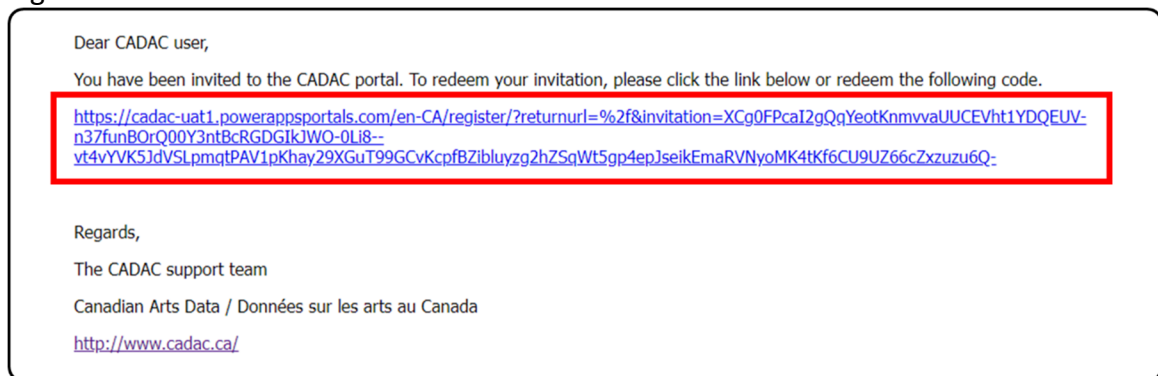 Dear CADAC user,
You have been invited to the CADAC portal. To redeem your invitation, please click the link below or redeem the following code.
https://cadac-uat1.powerappsportals.com/en-CA/register/?returnurl=%2f&invitation=XCg0FPcaI2gQqYeotKnmvvaUUCEVht1YDQEUV-
n37funBOrQ00Y3ntBcRGDGIkJWO-0Li8--
vt4vYVK5JdVSLpmqtPAV1pKhay29XGuT99GCvKcpfBZibluyzg2hZSqWt5gp4epJseikEmaRVNyoMK4tKf6CU9UZ66cZxzuzu6Q-
Regards,
The CADAC support team
Canadian Arts Data / Données sur les arts au Canada
http://www.cadac.ca/